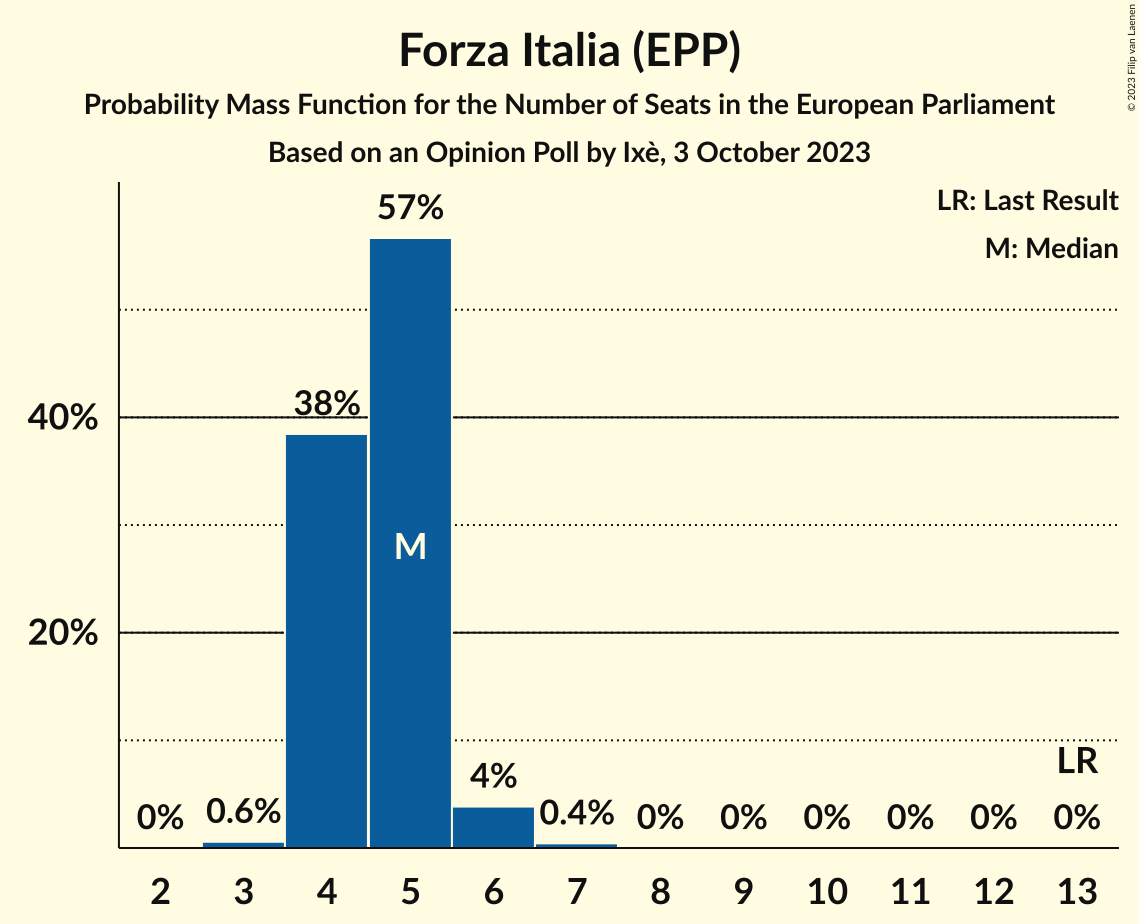 Forza Italia (EPP)
Probability Mass Function for the Number of Seats in the European Parliament
Based on an Opinion Poll by Ixè, 3 October 2023
© 2023 Filip van Laenen
LR: Last Result
M: Median
57%
38%
40%
M
20%
LR
4%
0% 0.6% 0.4% 0% 0% 0% 0% 0% 0%
2 3 4 5 6 7 8 9 10 11 12 13